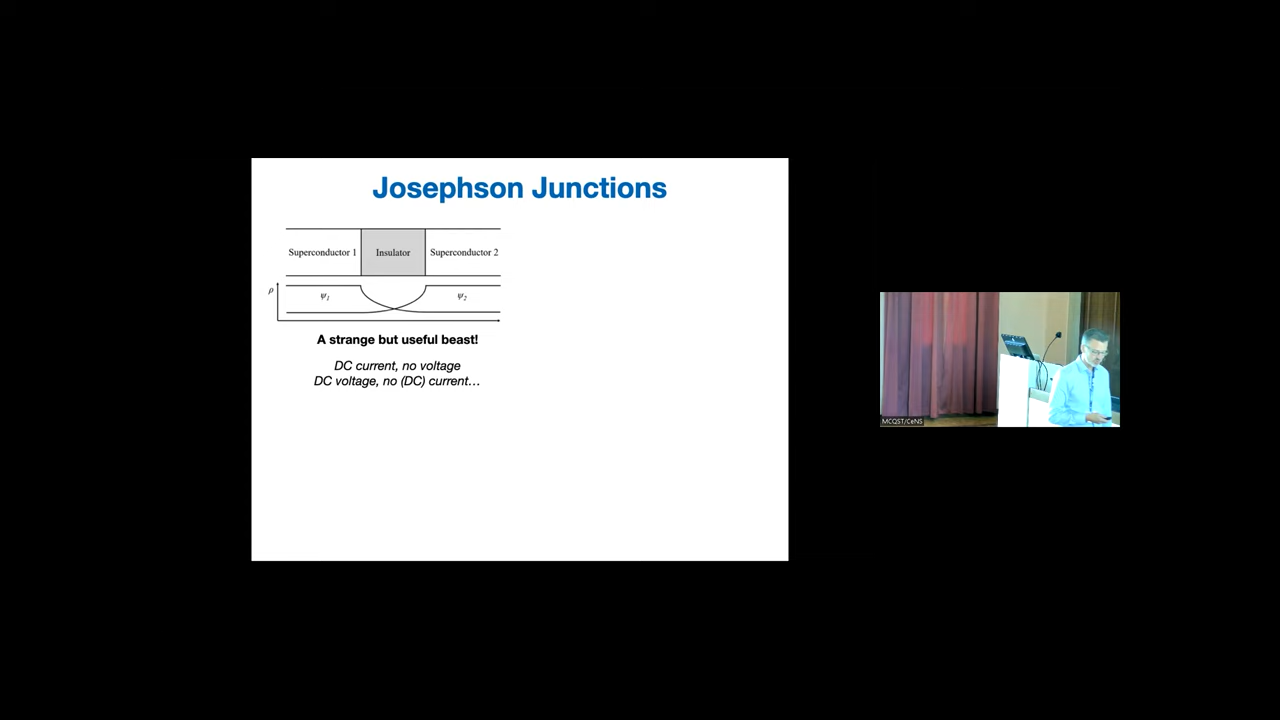 Josephson Junctions
Superconductor 1 Insulator Superconductor 2
ρ
ψ1 ψ2
A strange but useful beast!
DC current, no voltage
DC voltage, no (DC) current…
MCQST/CeNS